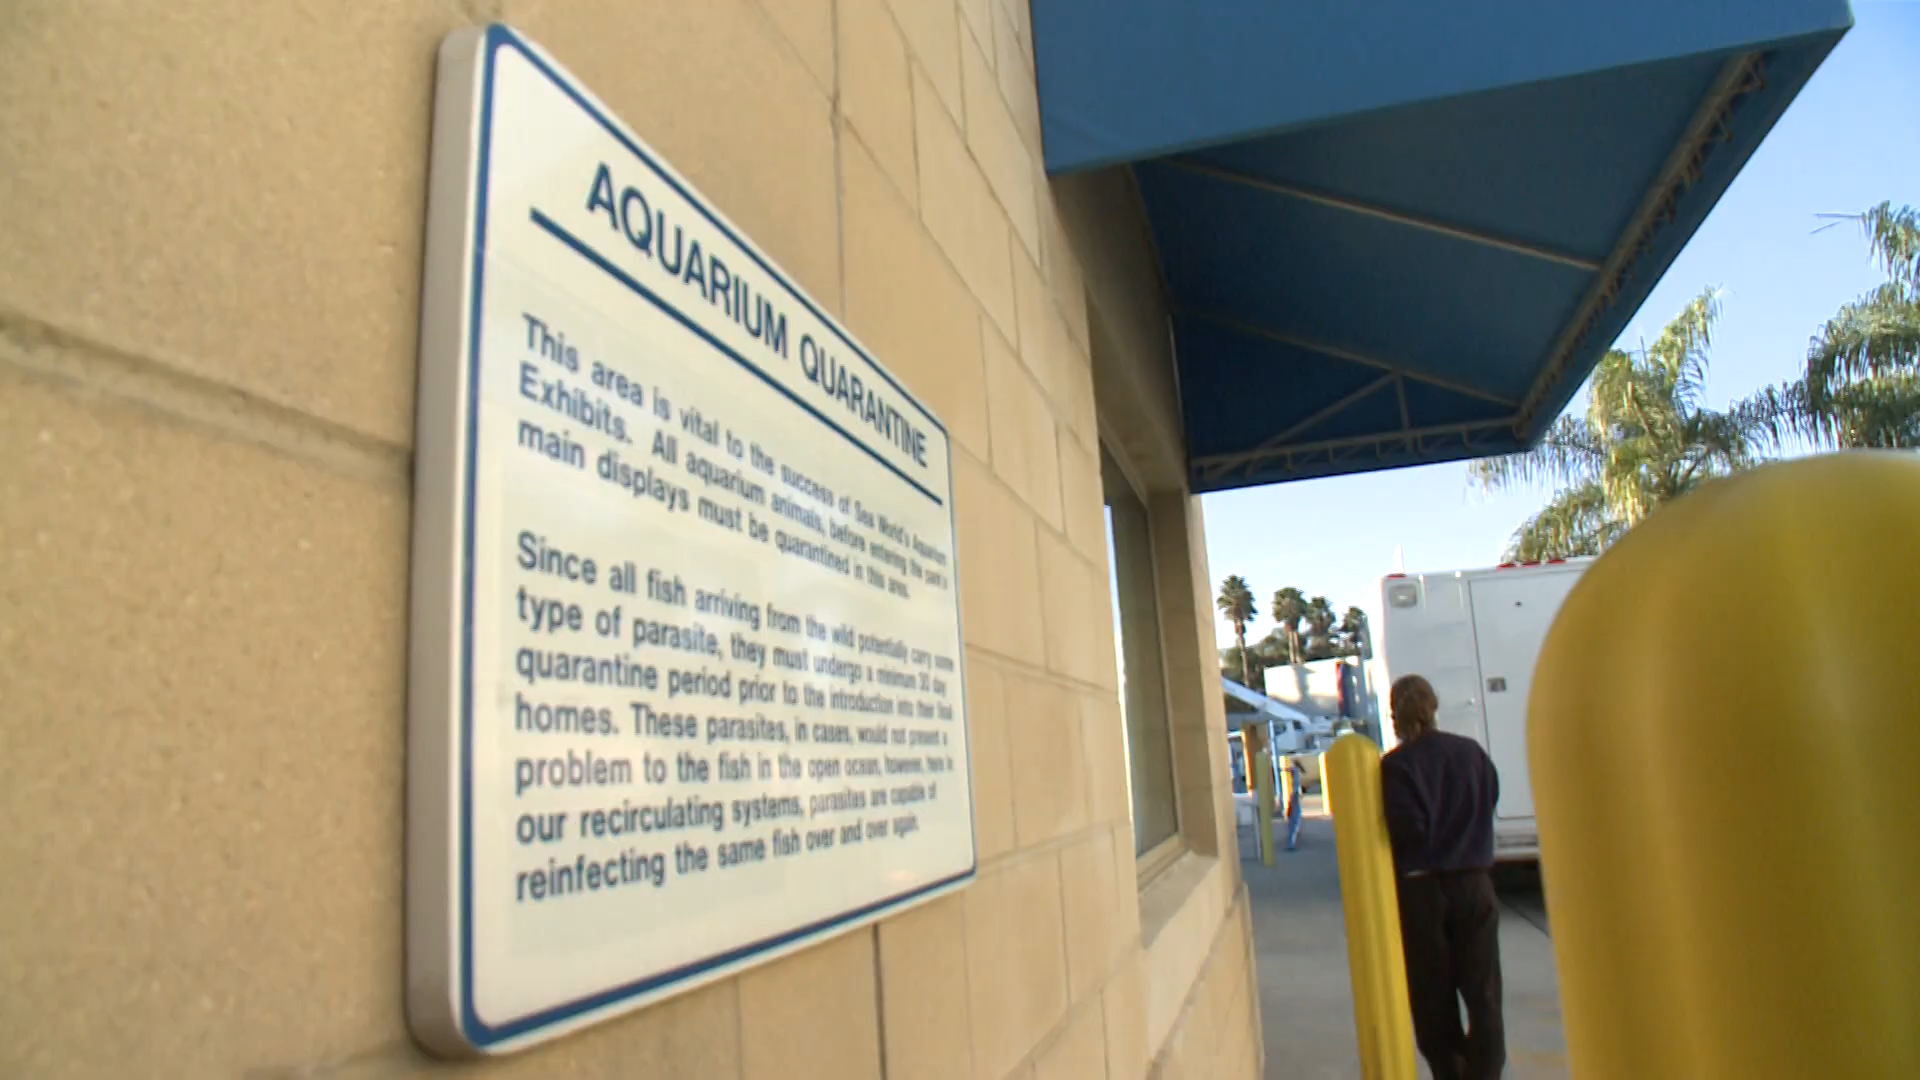 AQUARIUM QUARANTINE
This area is vital to the success of Sea World's Aquarium
Exhibits. All aquarium animals, before entering the park's
main displays must be quarantined in this area.
Since all fish arriving from the wild potentially carry some
type of parasite, they must undergo a minimum 30 day
quarantine period prior to the introduction into their final
homes. These parasites, in cases, would not present a
problem to the fish in the open ocean, however, here in
our recirculating systems, parasites are capable of
reinfecting the same fish over and over again.